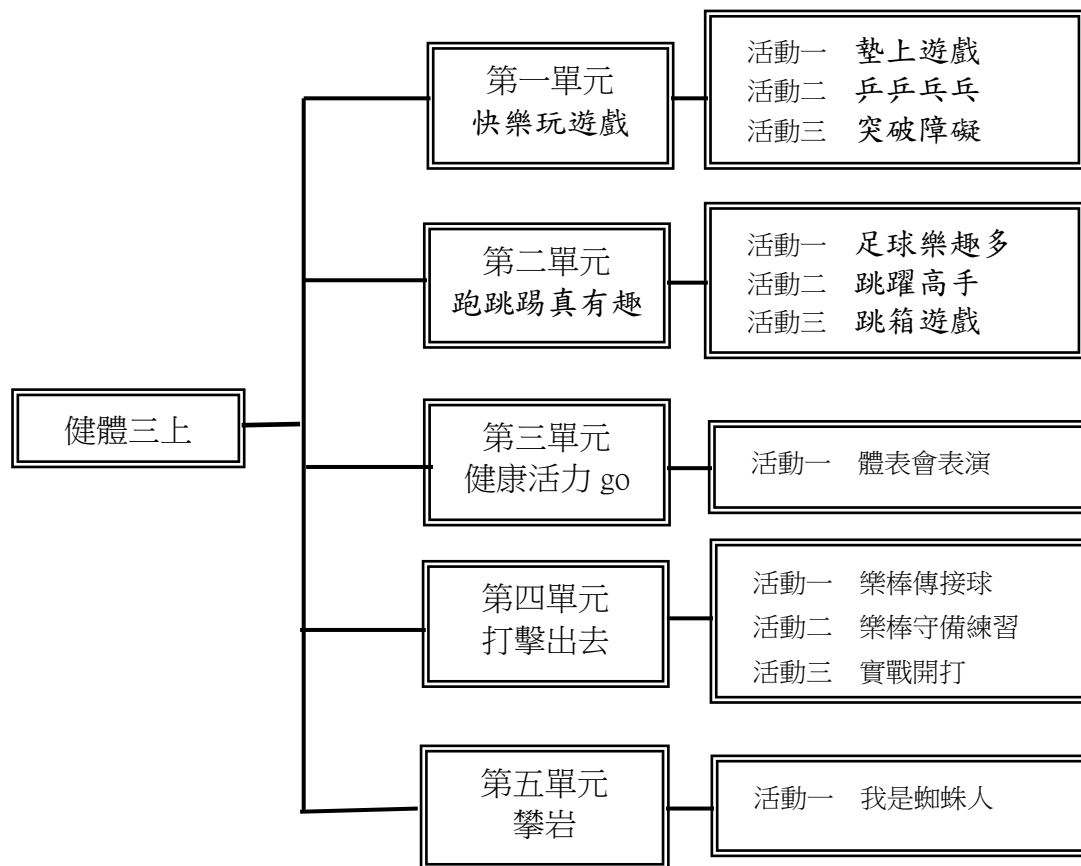 健體三上
第一單元
快樂玩遊戲
活動一　墊上遊戲
活動二　乒乒乓乓
活動三　突破障礙
第二單元
跑跳踢真有趣
活動一　足球樂趣多
活動二　跳躍高手
活動三　跳箱遊戲
第三單元
健康活力 go
活動一　體表會表演
第四單元
打擊出去
活動一　樂棒傳接球
活動二　樂棒守備練習
活動三　實戰開打
第五單元
攀岩
活動一　我是蜘蛛人